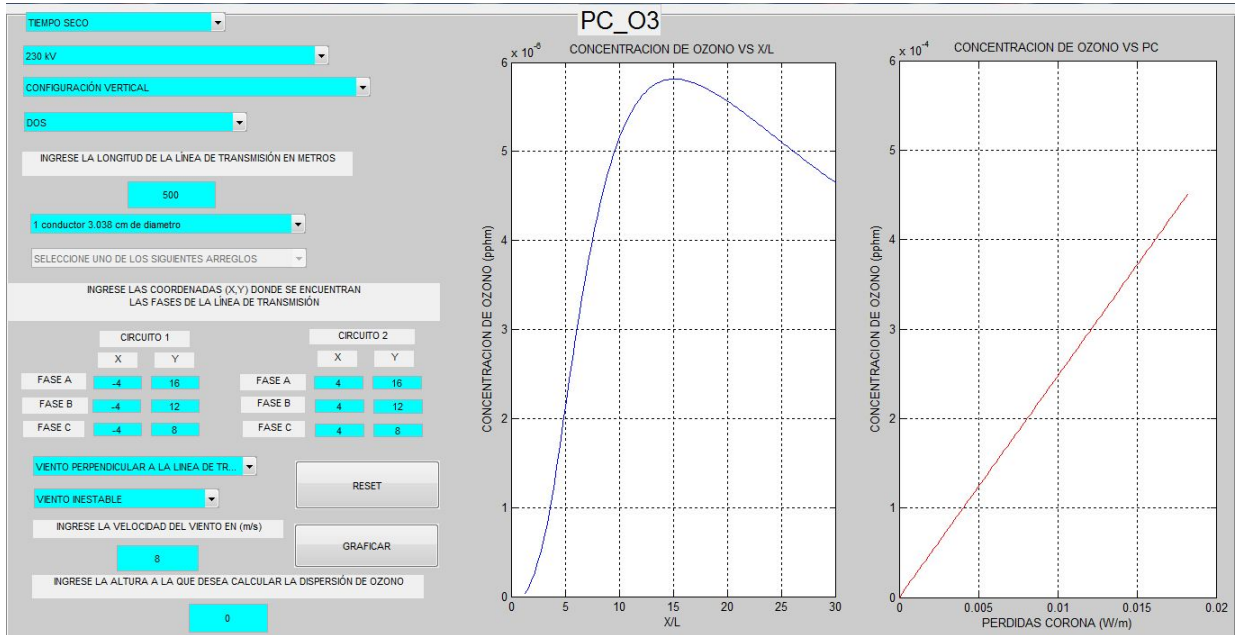 PC_O3
TIEMPO SECO
230 kV
CONFIGURACIÓN VERTICAL
DOS
INGRESE LA LONGITUD DE LA LÍNEA DE TRANSMISIÓN EN METROS
500
1 conductor 3.038 cm de diametro
SELECCIONE UNO DE LOS SIGUIENTES ARREGLOS
INGRESE LAS COORDENADAS (X,Y) DONDE SE ENCUENTRAN
LAS FASES DE LA LÍNEA DE TRANSMISIÓN
CIRCUITO 1
X Y
FASE A -4 16
FASE B -4 12
FASE C -4 8
CIRCUITO 2
X Y
FASE A 4 16
FASE B 4 12
FASE C 4 8
VIENTO PERPENDICULAR A LA LINEA DE TR...
VIENTO INESTABLE
RESET
INGRESE LA VELOCIDAD DEL VIENTO EN (m/s)
8
GRAFICAR
INGRESE LA ALTURA A LA QUE DESEA CALCULAR LA DISPERSIÓN DE OZONO
0
CONCENTRACION DE OZONO VS X/L
x 10⁻⁶
CONCENTRACION DE OZONO (pphm)
6
5
4
3
2
1
0
0 5 10 15 20 25 30
X/L
CONCENTRACION DE OZONO VS PC
x 10⁻⁴
CONCENTRACION DE OZONO (pphm)
6
5
4
3
2
1
0
0 0.005 0.01 0.015 0.02
PERDIDAS CORONA (W/m)